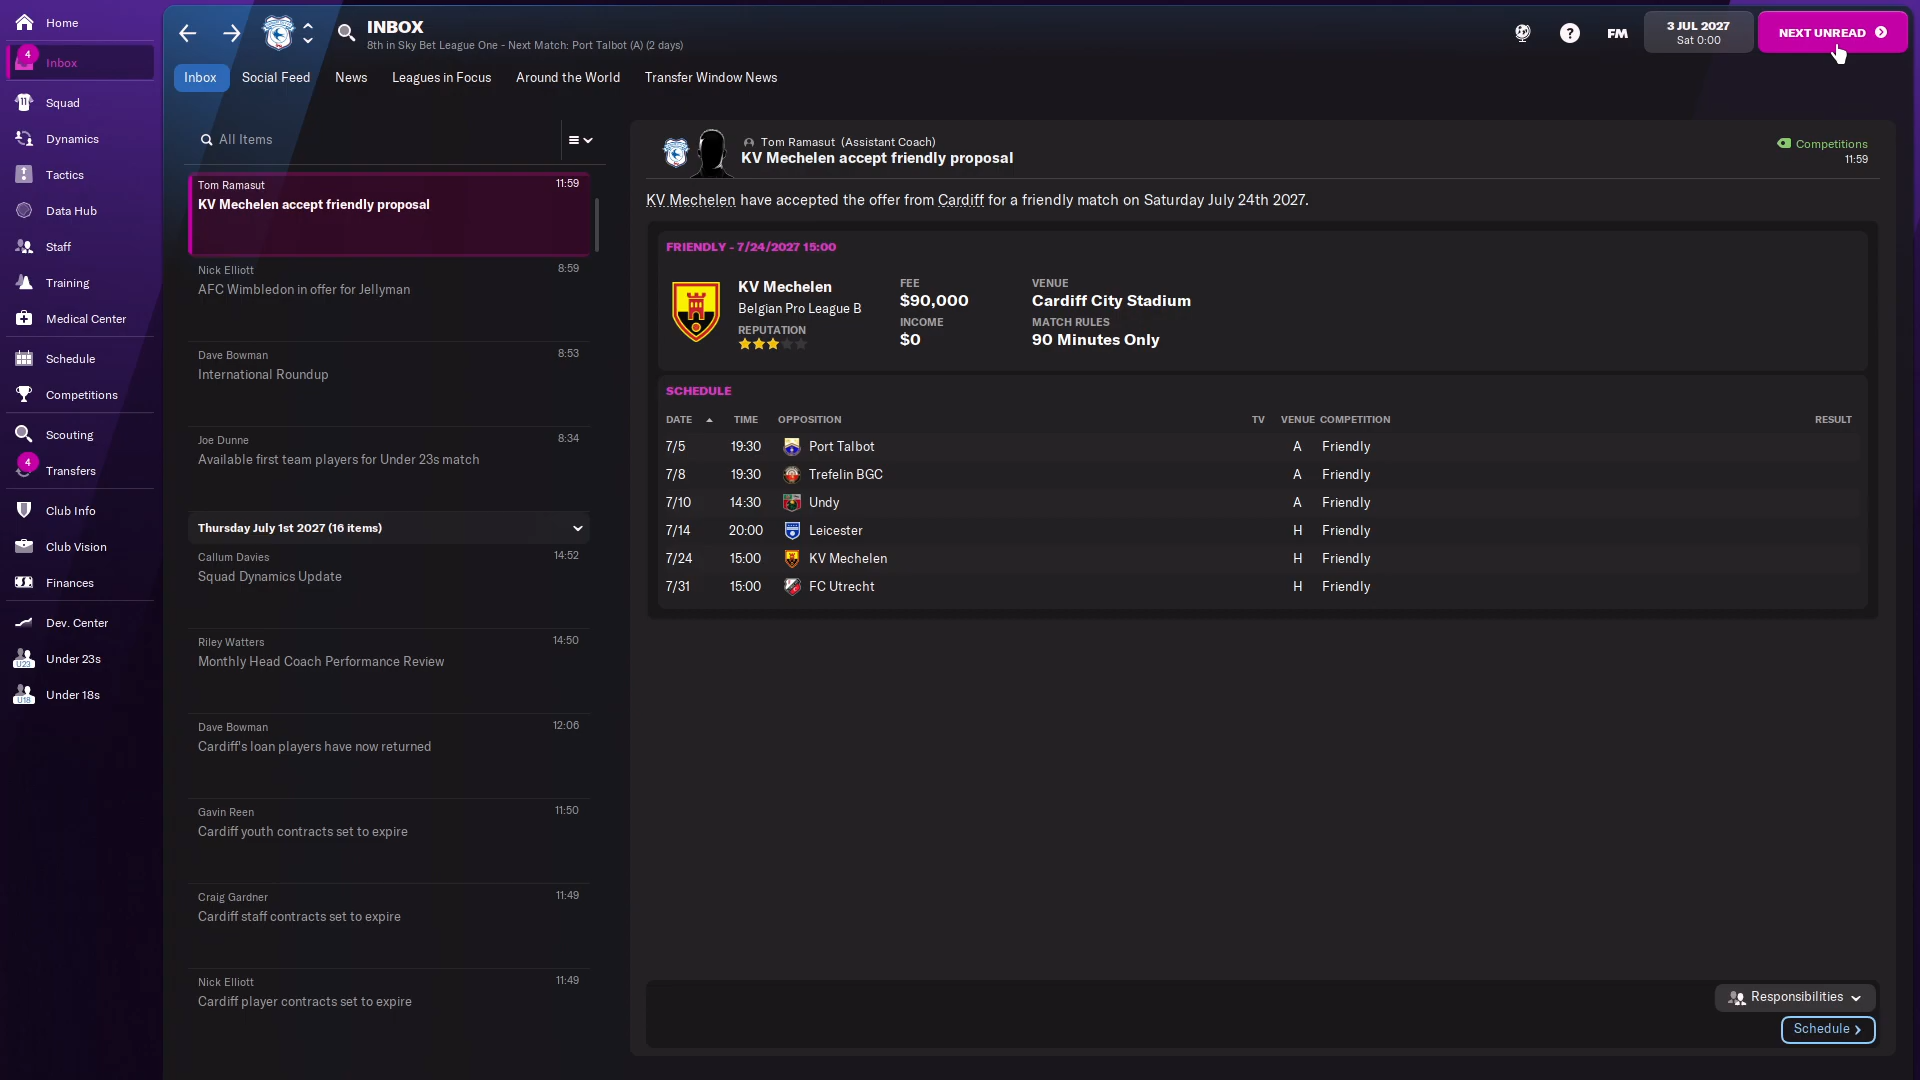 Home
4
Inbox
Squad
Dynamics
Tactics
Data Hub
Staff
Training
Medical Center
Schedule
Competitions
Scouting
4
Transfers
Club Info
Club Vision
Finances
Dev. Center
U23
Under 23s
U18
Under 18s
INBOX
8th in Sky Bet League One - Next Match: Port Talbot (A) (2 days)
?
FM
3 JUL 2027
Sat 0:00
NEXT UNREAD
Inbox
Social Feed
News
Leagues in Focus
Around the World
Transfer Window News
All Items
Tom Ramasut 11:59
KV Mechelen accept friendly proposal
Nick Elliott 8:59
AFC Wimbledon in offer for Jellyman
Dave Bowman 8:53
International Roundup
Joe Dunne 8:34
Available first team players for Under 23s match
Thursday July 1st 2027 (16 items)
Callum Davies 14:52
Squad Dynamics Update
Riley Watters 14:50
Monthly Head Coach Performance Review
Dave Bowman 12:06
Cardiff's loan players have now returned
Gavin Reen 11:50
Cardiff youth contracts set to expire
Craig Gardner 11:49
Cardiff staff contracts set to expire
Nick Elliott 11:49
Cardiff player contracts set to expire
Tom Ramasut (Assistant Coach)
KV Mechelen accept friendly proposal
Competitions
11:59
KV Mechelen have accepted the offer from Cardiff for a friendly match on Saturday July 24th 2027.
FRIENDLY - 7/24/2027 15:00
KV Mechelen
Belgian Pro League B
REPUTATION
FEE
$90,000
INCOME
$0
VENUE
Cardiff City Stadium
MATCH RULES
90 Minutes Only
SCHEDULE
DATE TIME OPPOSITION TV VENUE COMPETITION RESULT
7/5 19:30 Port Talbot A Friendly
7/8 19:30 Trefelin BGC A Friendly
7/10 14:30 Undy A Friendly
7/14 20:00 Leicester H Friendly
7/24 15:00 KV Mechelen H Friendly
7/31 15:00 FC Utrecht H Friendly
Responsibilities
Schedule